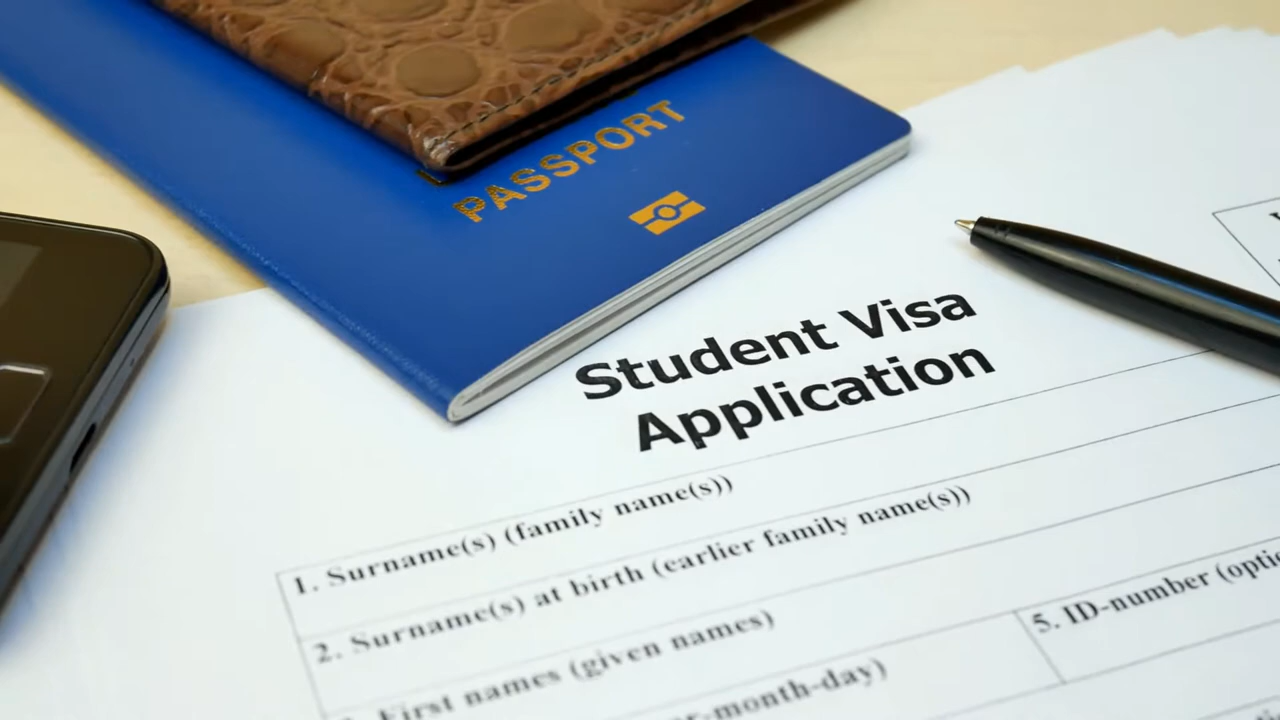 PASSPORT
Student Visa
Application
1. Surname(s) (family name(s))
2. Surname(s) at birth (earlier family name(s))
First names (given names)
5. ID-number
-month-day)